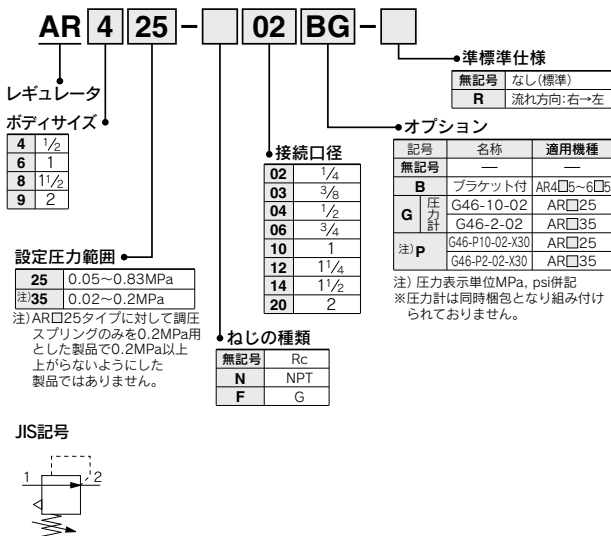 AR 4 25 - □ 02 BG - □
レギュレータ
ボディサイズ
4 1/2
6 1
8 1 1/2
9 2
設定圧力範囲
25 0.05~0.83MPa
注)35 0.02~0.2MPa
注)AR□25タイプに対して調圧
スプリングのみを0.2MPa用
とした製品で0.2MPa以上
上がらないようにした
製品ではありません。
ねじの種類
無記号 Rc
N NPT
F G
接続口径
02 1/4
03 3/8
04 1/2
06 3/4
10 1
12 1 1/4
14 1 1/2
20 2
準標準仕様
無記号 なし(標準)
R 流れ方向:右→左
オプション
記号 名称 適用機種
無記号 — —
B ブラケット付 AR4□5~6□5
G 圧力計 G46-10-02 AR□25
G46-2-02 AR□35
注)P G46-P10-02-X30 AR□25
G46-P2-02-X30 AR□35
注) 圧力表示単位MPa, psi併記
※圧力計は同時梱包となり組み付け
られておりません。
JIS記号
1 2